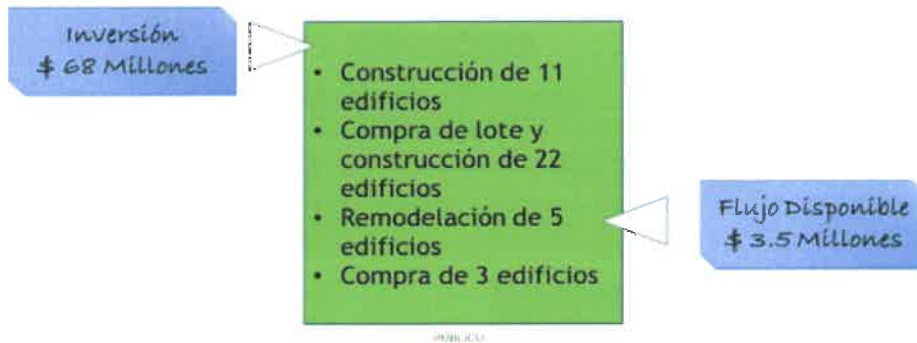 Inversión
$ 68 Millones
• Construcción de 11
edificios
• Compra de lote y
construcción de 22
edificios
• Remodelación de 5
edificios
• Compra de 3 edificios
Flujo Disponible
$ 3.5 Millones